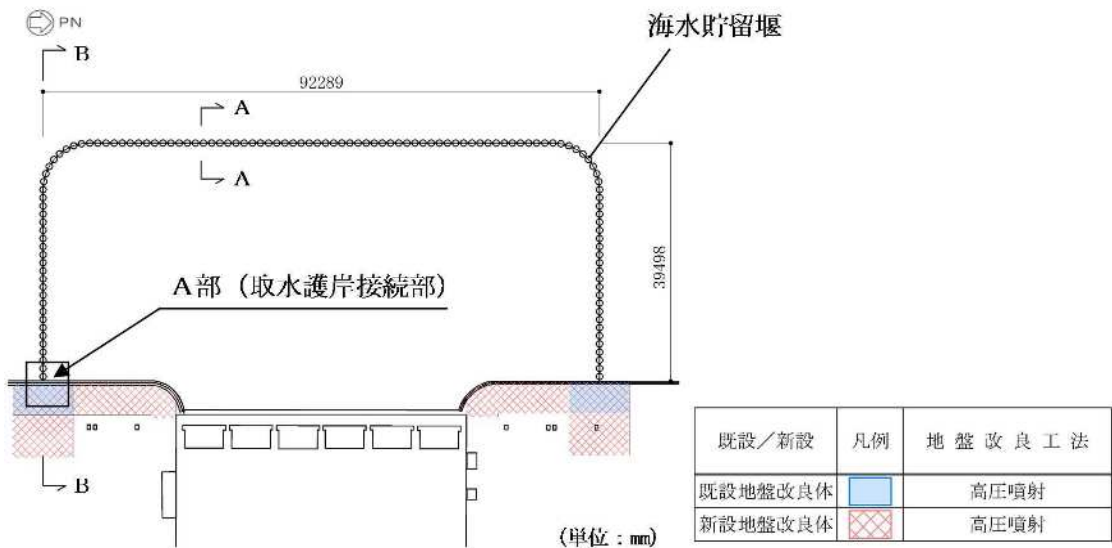 PN
B
海水貯留堰
92289
A
A
39498
A部（取水護岸接続部）
B
(単位：mm)
既設／新設 凡例 地盤改良工法
既設地盤改良体 高圧噴射
新設地盤改良体 高圧噴射